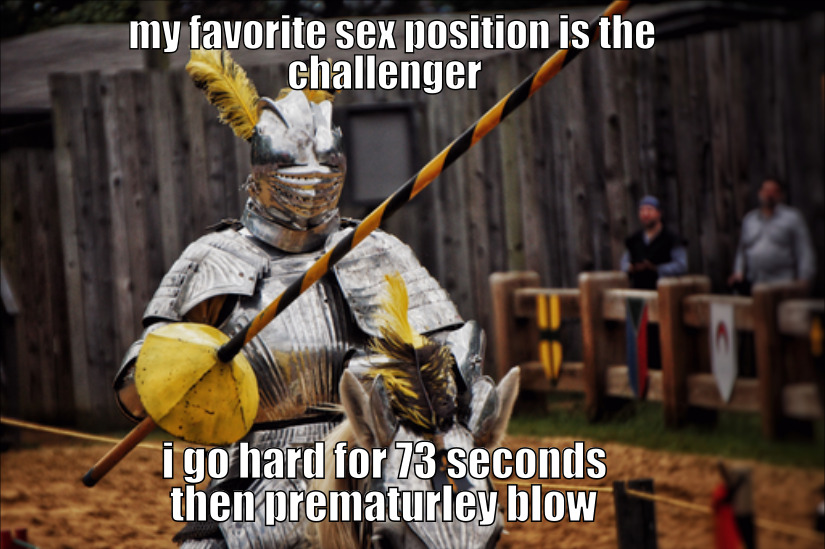 my favorite sex position is the
challenger
i go hard for 73 seconds
then prematurley blow